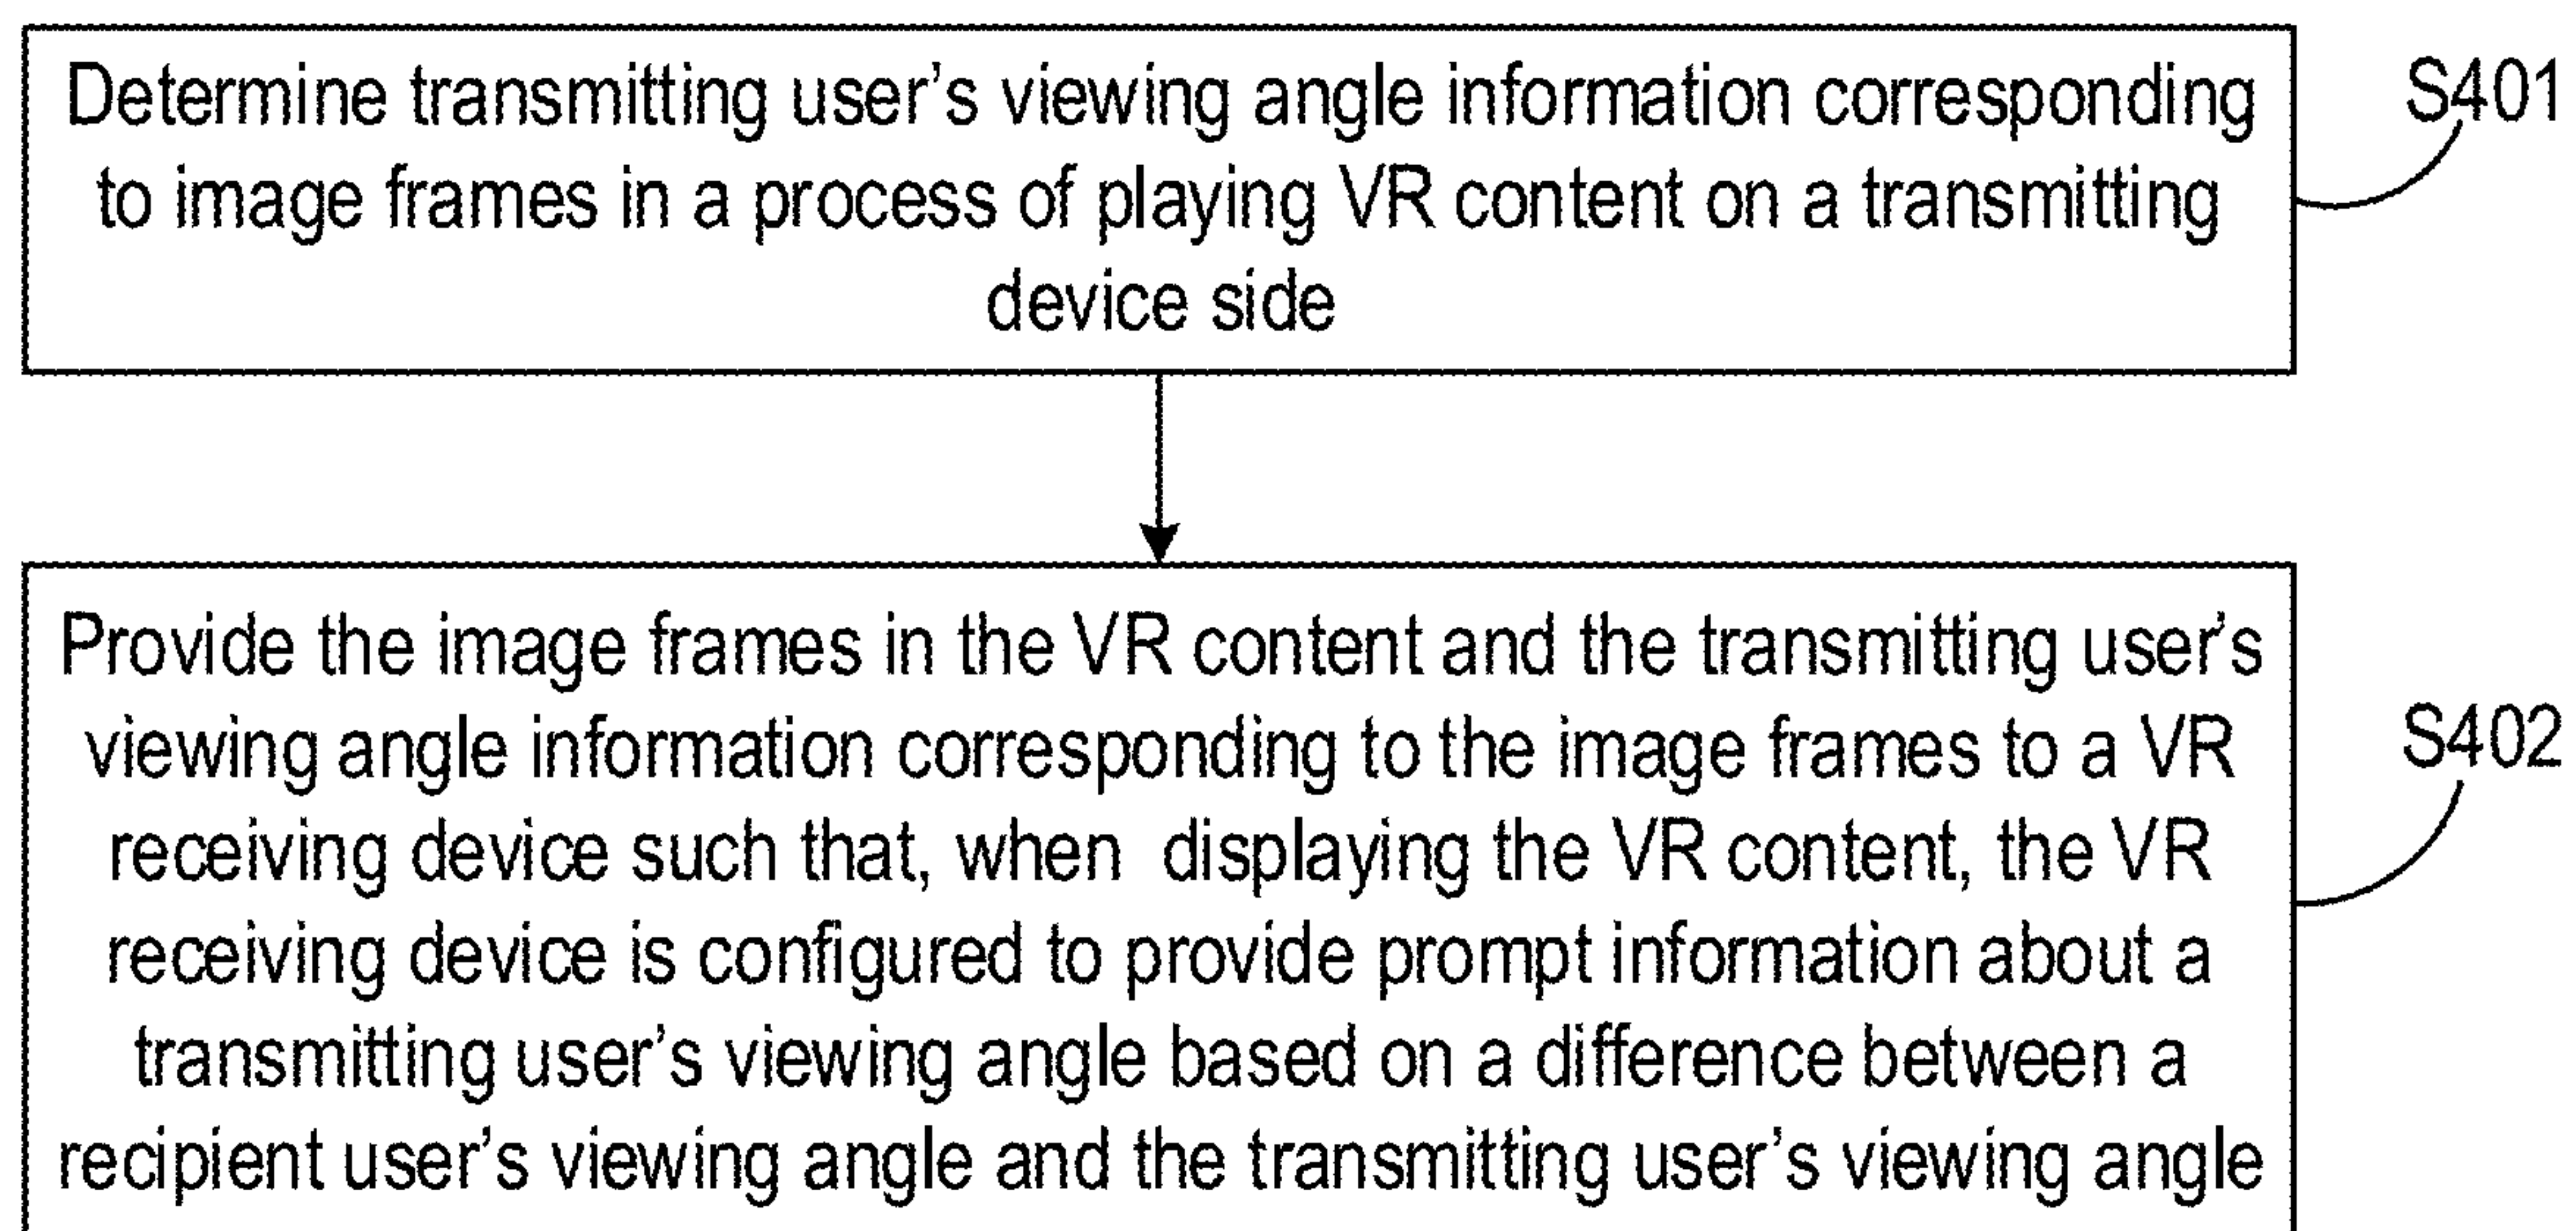 Determine transmitting user's viewing angle information corresponding
to image frames in a process of playing VR content on a transmitting
device side
S401
Provide the image frames in the VR content and the transmitting user's
viewing angle information corresponding to the image frames to a VR
receiving device such that, when displaying the VR content, the VR
receiving device is configured to provide prompt information about a
transmitting user's viewing angle based on a difference between a
recipient user's viewing angle and the transmitting user's viewing angle
S402